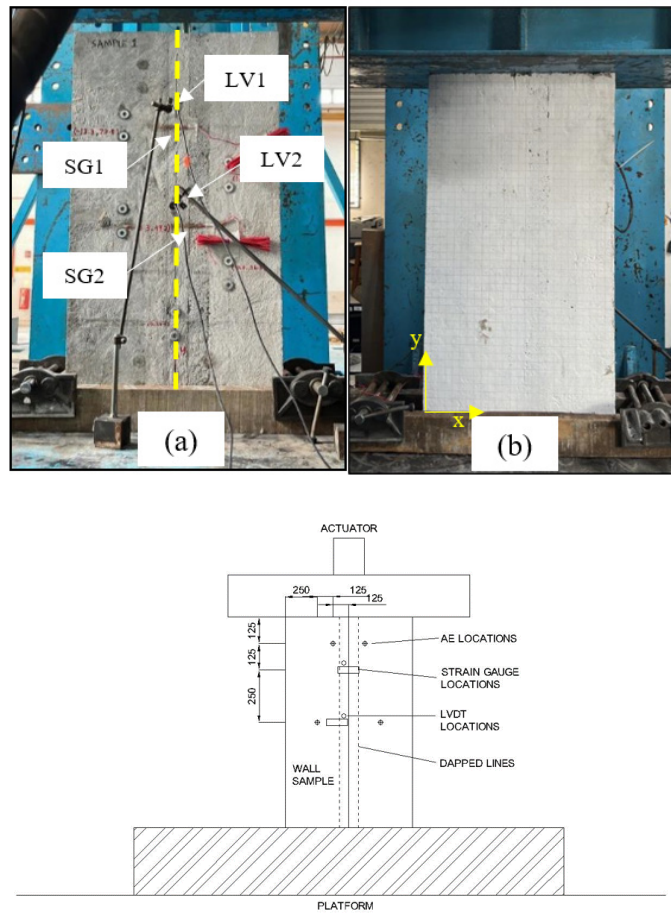 SAMPLE 1
LV1
SG1
LV2
SG2
(a)
y
x
(b)
ACTUATOR
250
125
125
125
125
250
AE LOCATIONS
STRAIN GAUGE
LOCATIONS
LVDT
LOCATIONS
DAPPED LINES
WALL
SAMPLE
PLATFORM